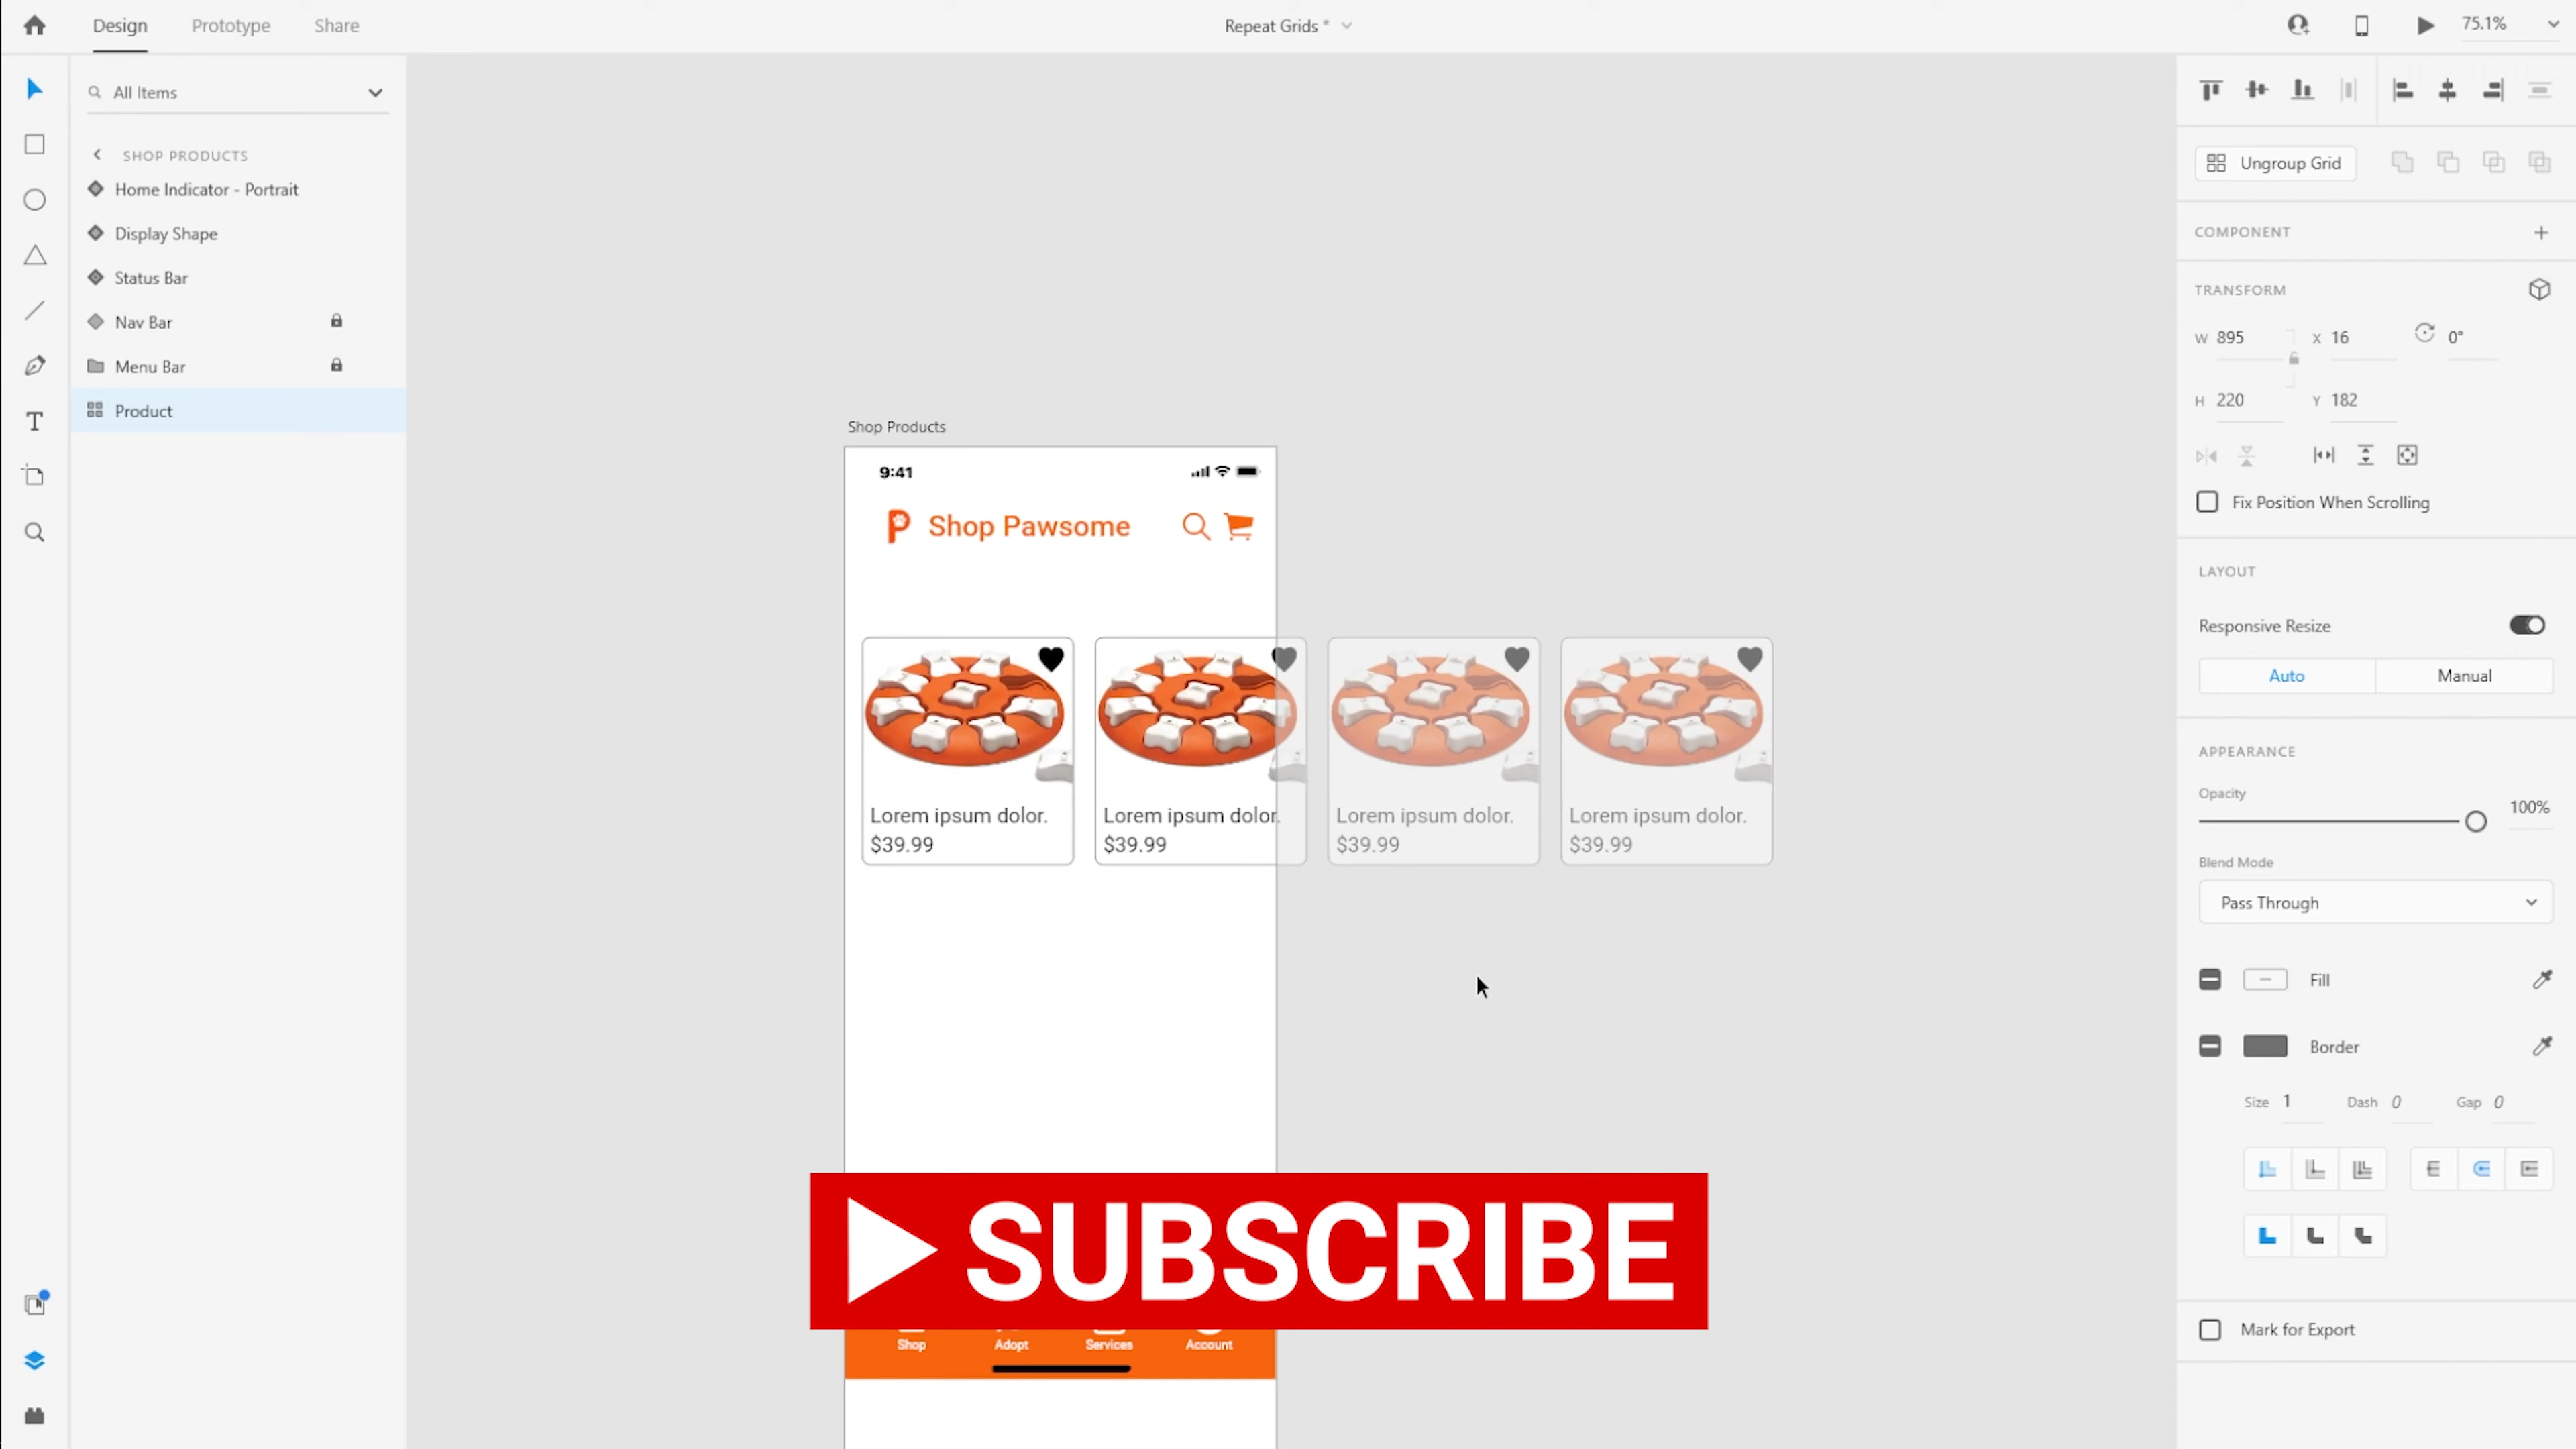 Design Prototype Share
Repeat Grids *
75.1%
All Items
SHOP PRODUCTS
Home Indicator - Portrait
Display Shape
Status Bar
Nav Bar
Menu Bar
Product
Shop Products
9:41
Shop Pawsome
Lorem ipsum dolor. Lorem ipsum dolor. Lorem ipsum dolor. Lorem ipsum dolor.
$39.99 $39.99 $39.99 $39.99
SUBSCRIBE
Shop Adopt Services Account
Ungroup Grid
COMPONENT
TRANSFORM
W 895 X 16 0°
H 220 Y 182
Fix Position When Scrolling
LAYOUT
Responsive Resize
Auto Manual
APPEARANCE
Opacity
100%
Blend Mode
Pass Through
Fill
Border
Size 1 Dash 0 Gap 0
Mark for Export